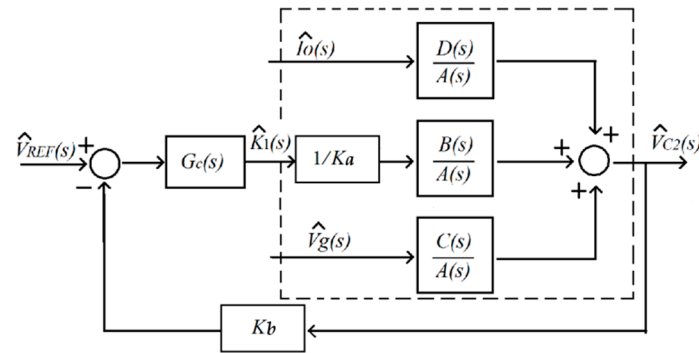 Îo(s)
D(s)
A(s)
+
V̂REF(s)
+
−
Gc(s)
K̂1(s)
1/Ka
B(s)
A(s)
+
V̂C2(s)
+
V̂g(s)
C(s)
A(s)
Kb